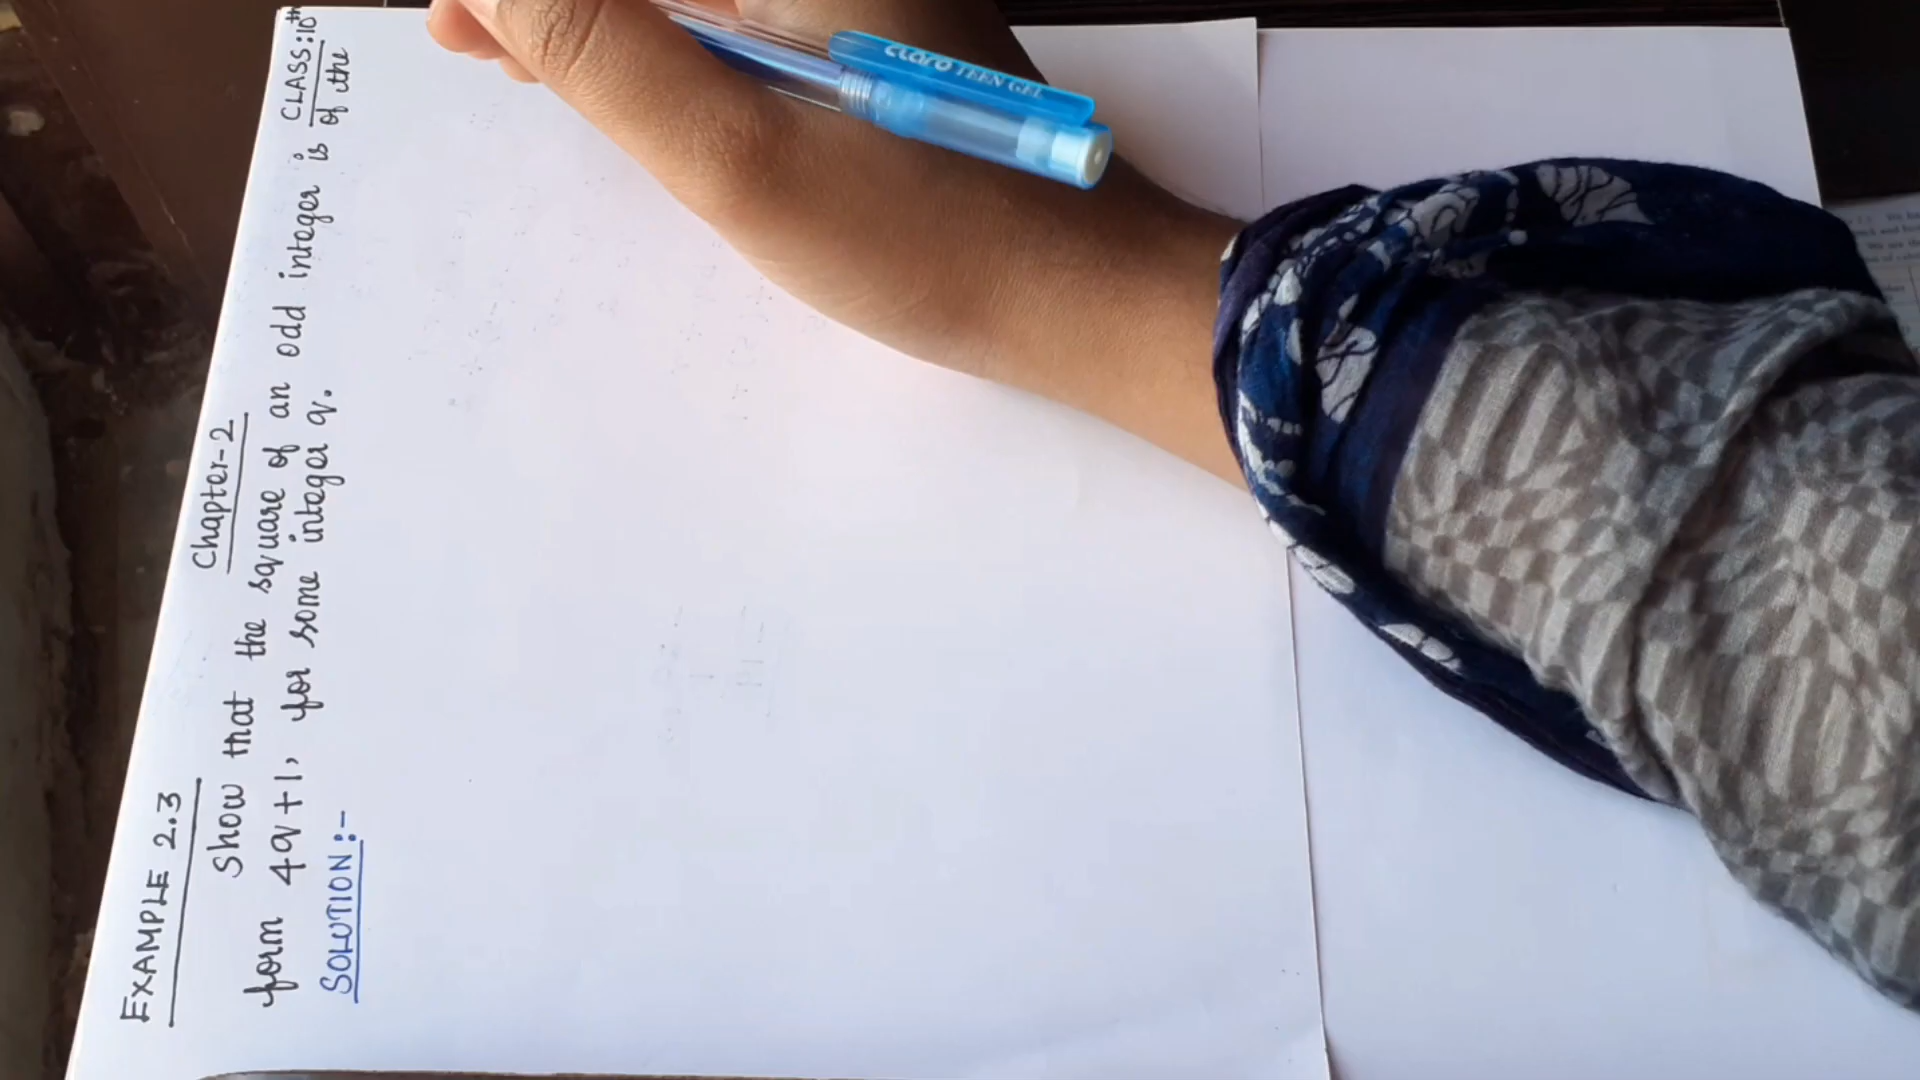 Chapter-2
CLASS:10th
EXAMPLE 2.3
Show that the square of an odd integer is of the
form 4q+1, for some integer q.
SOLUTION:-
claro TEEN GEL